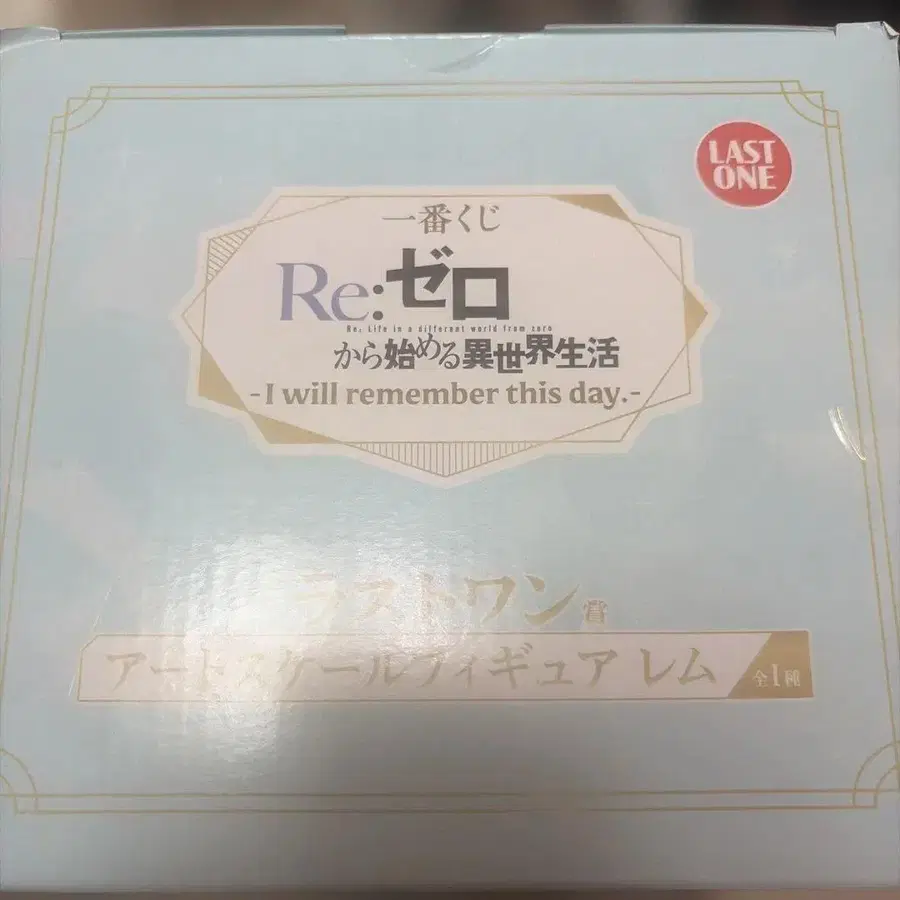 LAST
ONE
一番くじ
Re:ゼロ
Re: Life in a different world from zero
から始める異世界生活
-I will remember this day.-
ラストワン賞
アートスケールフィギュア レム
全1種